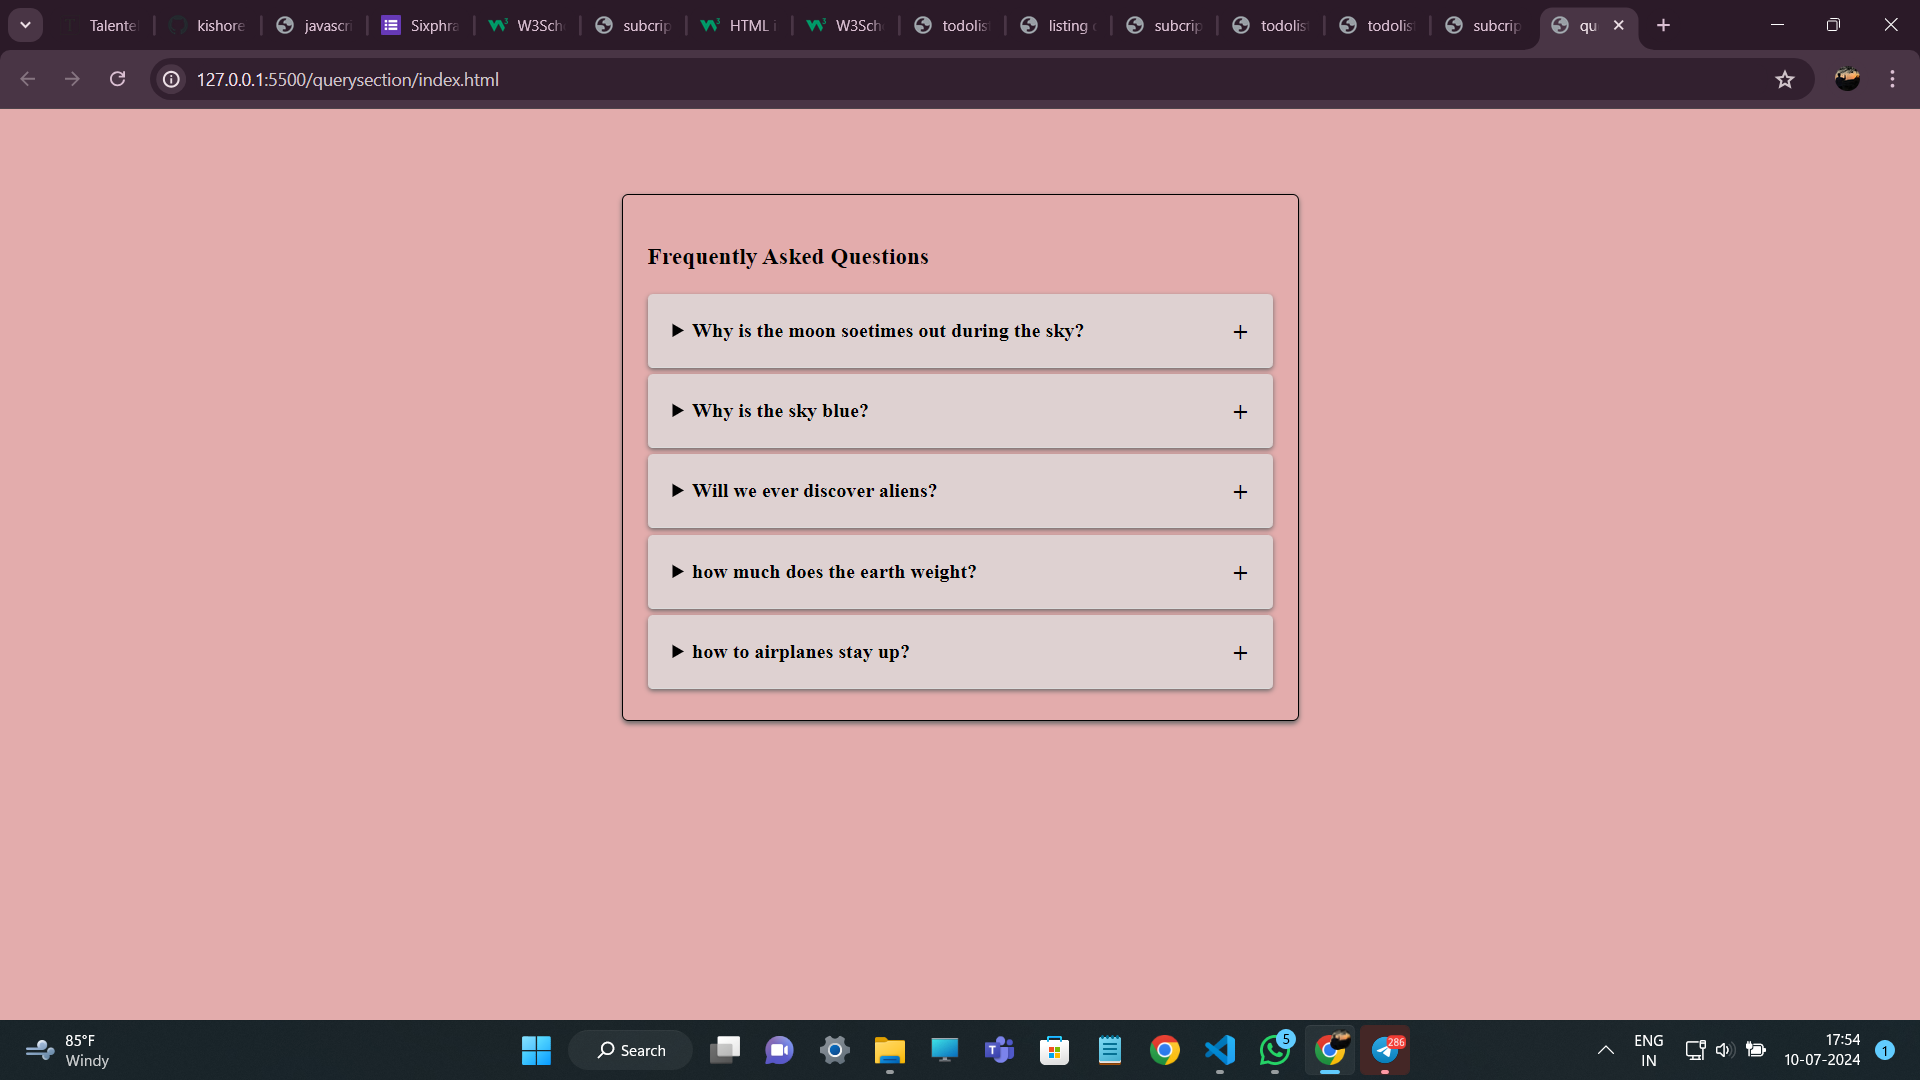 Talente
kishore
javascri
Sixphra
W3Sch
subcrip
HTML i
W3Sch
todolis
listing
subcrip
todolis
todolis
subcrip
qu
127.0.0.1:5500/querysection/index.html
Frequently Asked Questions
Why is the moon soetimes out during the sky? +
Why is the sky blue? +
Will we ever discover aliens? +
how much does the earth weight? +
how to airplanes stay up? +
85°F
Windy
Search
5
286
ENG
IN
17:54
10-07-2024
1